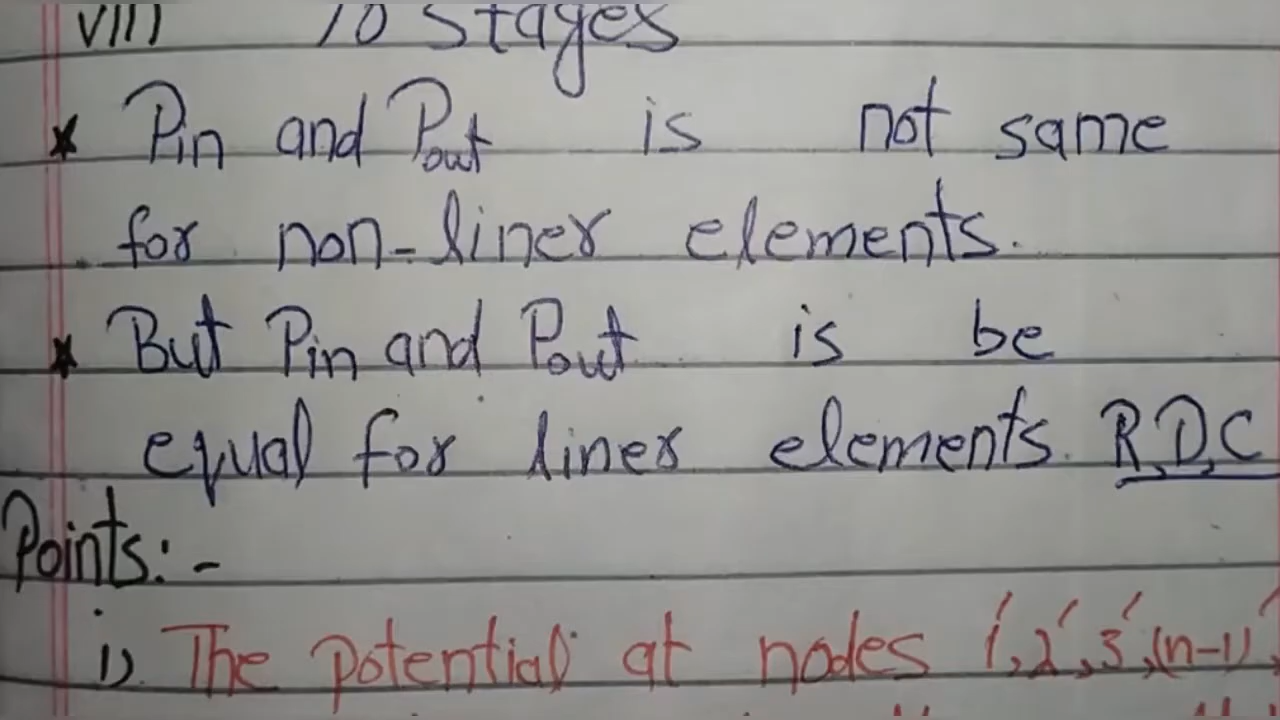 viii 10 stages
* Pin and Pout is not same
for non-liner elements.
* But Pin and Pout is be
equal for liner elements. R,D,C
Points:-
i) The potential at nodes 1',2',3',(n-1)'